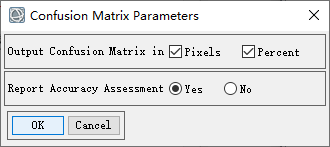 Confusion Matrix Parameters
Output Confusion Matrix in Pixels Percent
Report Accuracy Assessment Yes No
OK Cancel